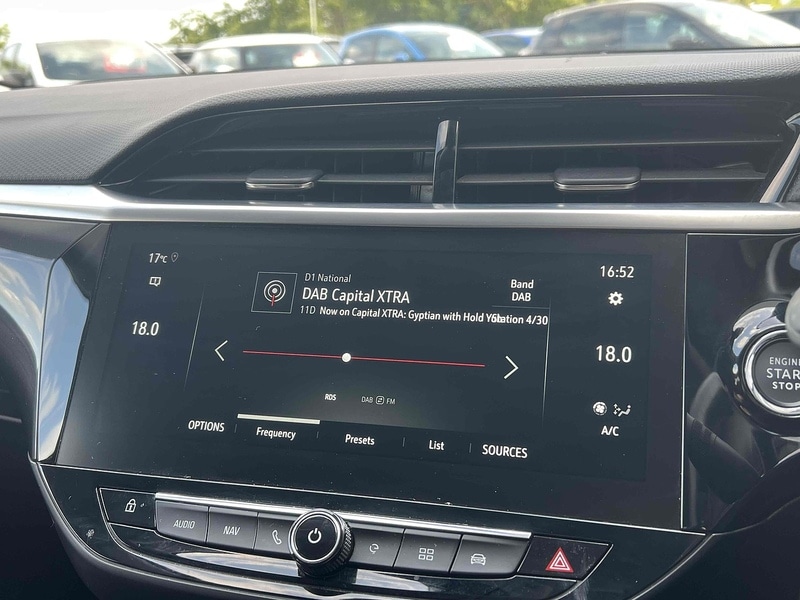 17°C
16:52
D1 National
DAB Capital XTRA
Band
DAB
11D Now on Capital XTRA: Gyptian with Hold You
Station 4/30
18.0
18.0
RDS
DAB FM
A/C
OPTIONS
Frequency
Presets
List
SOURCES
ENGINE
START
STOP
AUDIO
NAV